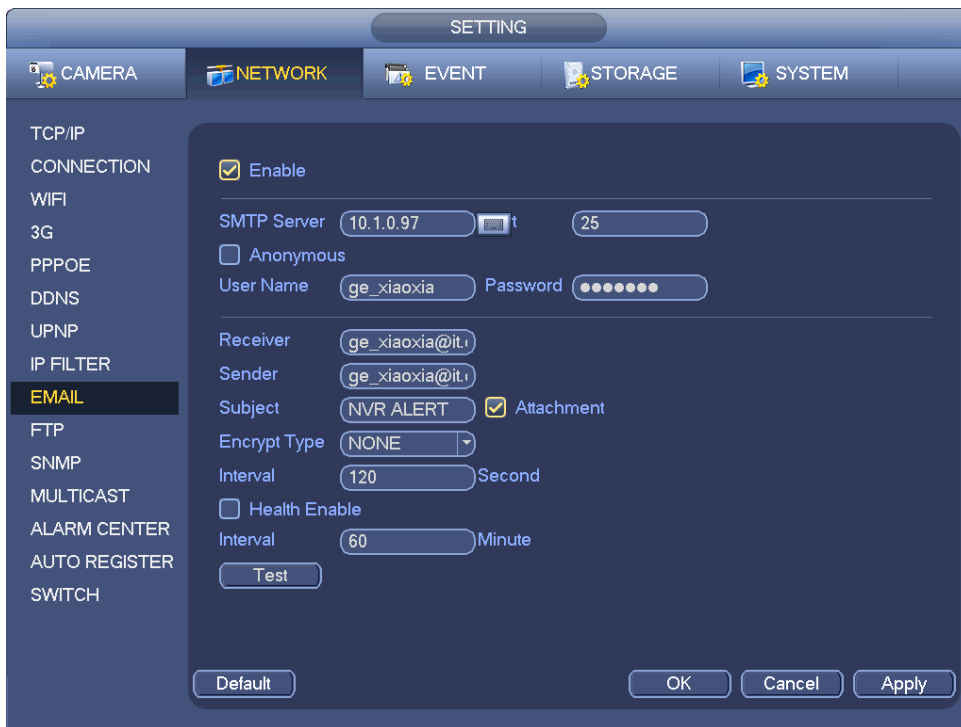 SETTING
CAMERA NETWORK EVENT STORAGE SYSTEM
TCP/IP
CONNECTION
WIFI
3G
PPPOE
DDNS
UPNP
IP FILTER
EMAIL
FTP
SNMP
MULTICAST
ALARM CENTER
AUTO REGISTER
SWITCH
Enable
SMTP Server 10.1.0.97 t 25
Anonymous
User Name ge_xiaoxia Password ●●●●●●●
Receiver ge_xiaoxia@it.
Sender ge_xiaoxia@it.
Subject NVR ALERT Attachment
Encrypt Type NONE
Interval 120 Second
Health Enable
Interval 60 Minute
Test
Default OK Cancel Apply